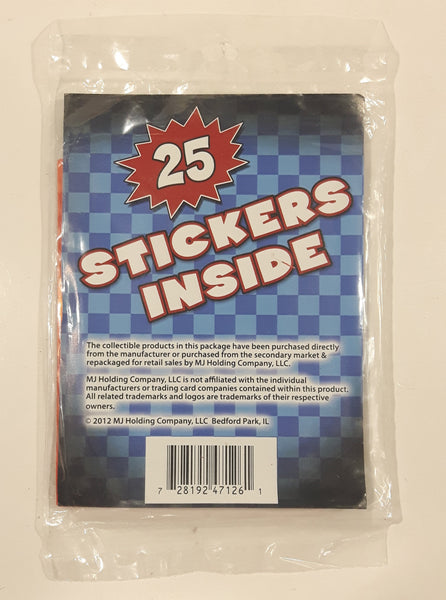 25
STICKERS
INSIDE
The collectible products in this package have been purchased directly
from the manufacturer or purchased from the secondary market &
repackaged for retail sales by MJ Holding Company, LLC.
MJ Holding Company, LLC is not affiliated with the individual
manufacturers or trading card companies contained within this product.
All related trademarks and logos are trademarks of their respective
owners.
© 2012 MJ Holding Company, LLC Bedford Park, IL
7 28192 47126 1